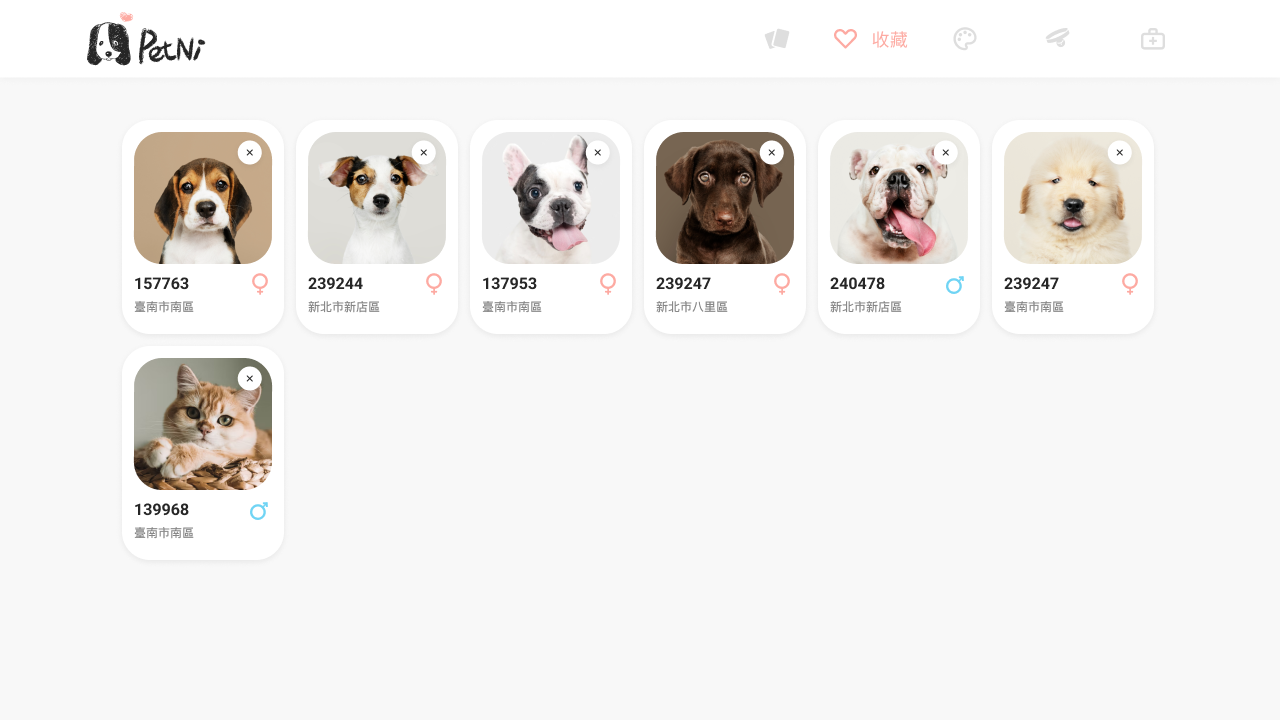 PetNi
收藏
157763
臺南市南區
239244
新北市新店區
137953
臺南市南區
239247
新北市八里區
240478
新北市新店區
239247
臺南市南區
139968
臺南市南區